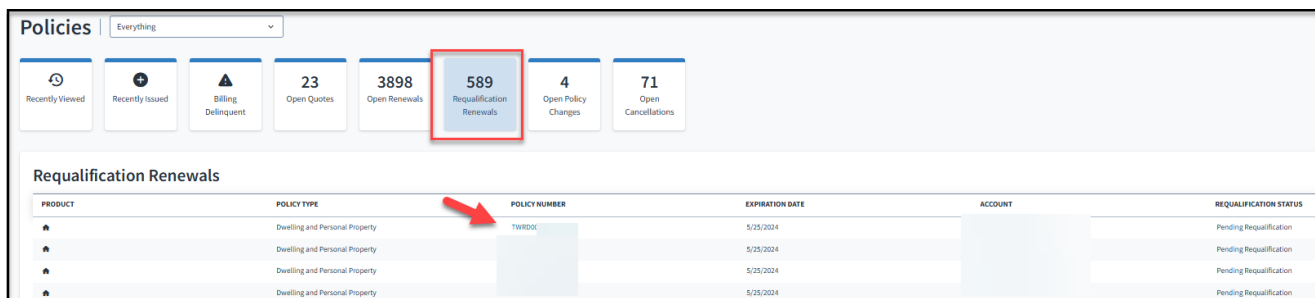 Policies | Everything
23 3898 589 4 71
Recently Viewed Recently Issued Billing Open Quotes Open Renewals Requalification Open Policy Open
Delinquent Renewals Changes Cancellations
Requalification Renewals
PRODUCT POLICY TYPE POLICY NUMBER EXPIRATION DATE ACCOUNT REQUALIFICATION STATUS
Dwelling and Personal Property 5/25/2024 Pending Requalification
Dwelling and Personal Property 5/25/2024 Pending Requalification
Dwelling and Personal Property 5/25/2024 Pending Requalification
Dwelling and Personal Property 5/25/2024 Pending Requalification